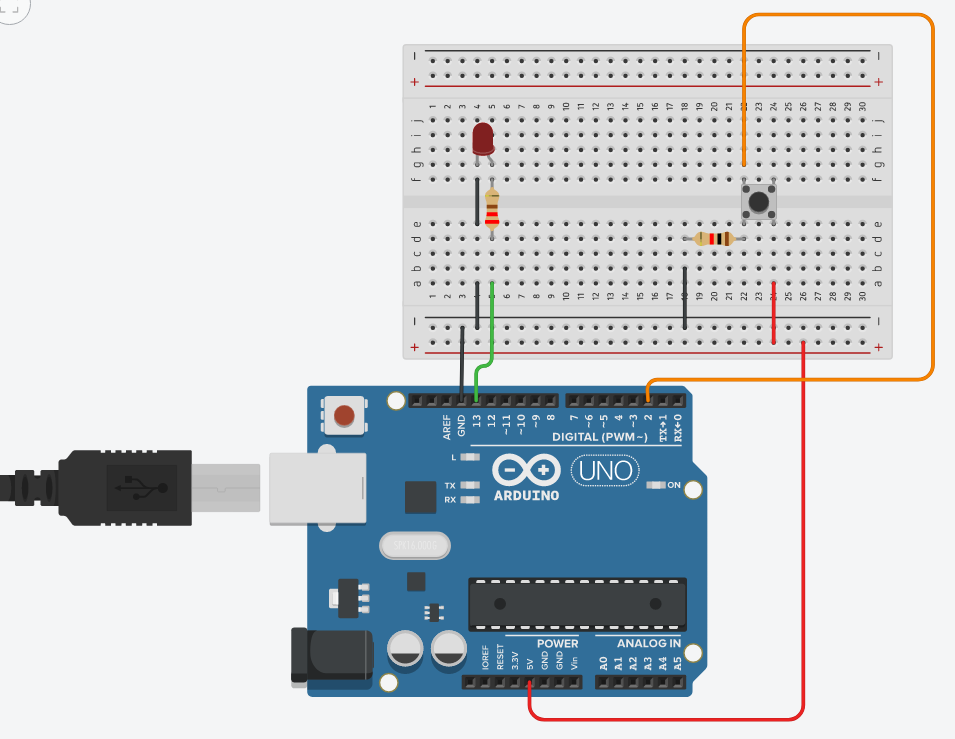 - -
+ +
1 2 3 4 5 6 7 8 9 10 11 12 13 14 15 16 17 18 19 20 21 22 23 24 25 26 27 28 29 30
j j
i i
h h
g g
f f
e e
d d
c c
b b
a a
1 2 3 4 5 6 7 8 9 10 11 12 13 14 15 16 17 18 19 20 21 22 23 24 25 26 27 28 29 30
- -
+ +
AREF GND 13 12 ~11 ~10 ~9 8 7 ~6 ~5 4 ~3 2 TX→1 RX←0
DIGITAL (PWM~)
L
TX
RX
UNO
ARDUINO
ON
POWER ANALOG IN
IOREF RESET 3.3V 5V GND GND Vin A0 A1 A2 A3 A4 A5